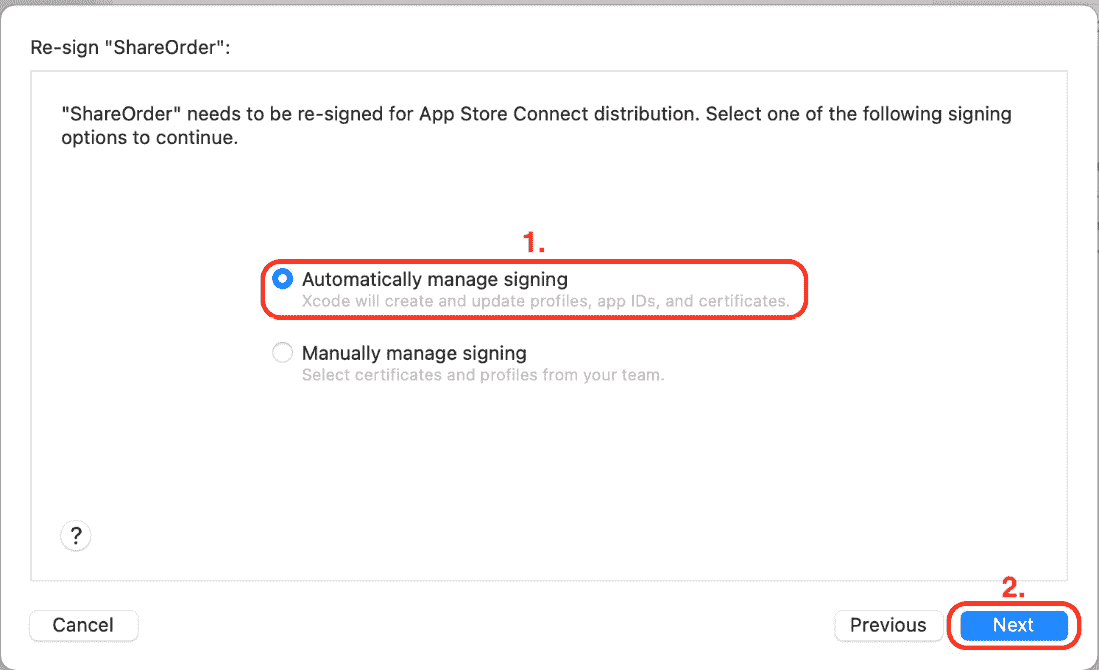 Re-sign "ShareOrder":
"ShareOrder" needs to be re-signed for App Store Connect distribution. Select one of the following signing
options to continue.
1.
Automatically manage signing
Xcode will create and update profiles, app IDs, and certificates.
Manually manage signing
Select certificates and profiles from your team.
?
2.
Cancel
Previous
Next